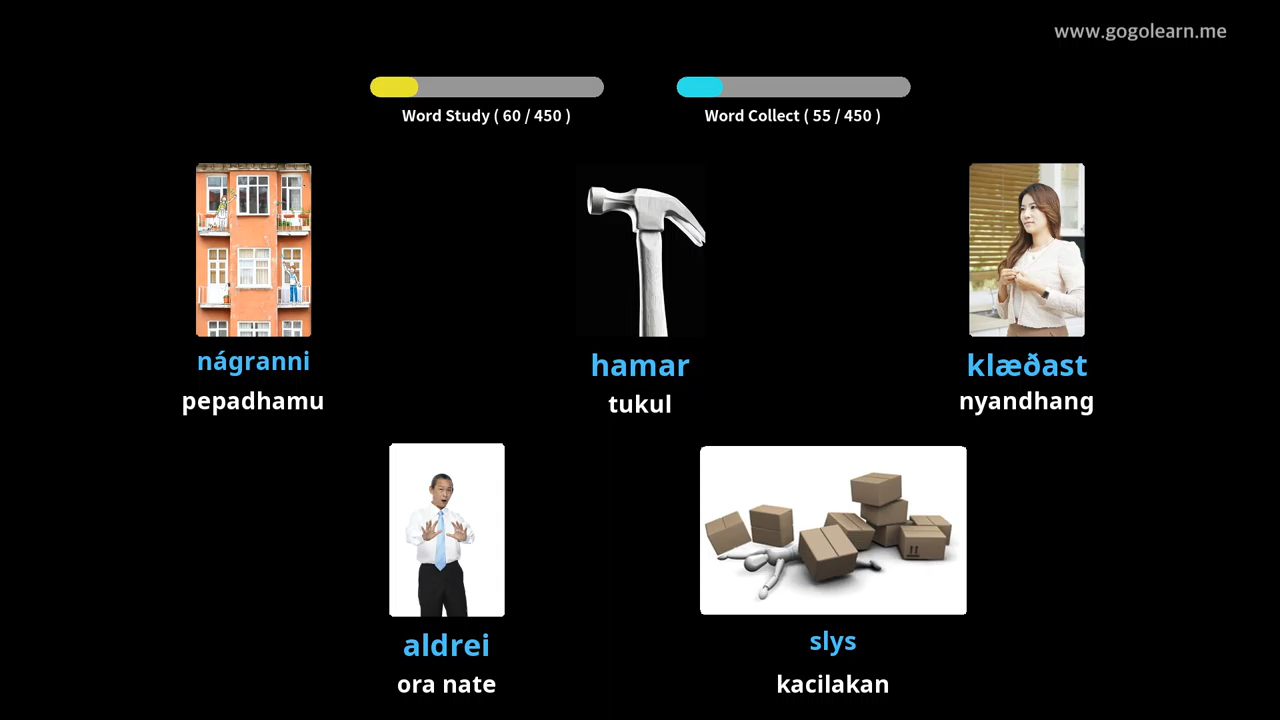 www.gogolearn.me
Word Study ( 60 / 450 )
Word Collect ( 55 / 450 )
nágranni
pepadhamu
hamar
tukul
klæðast
nyandhang
aldrei
ora nate
slys
kacilakan